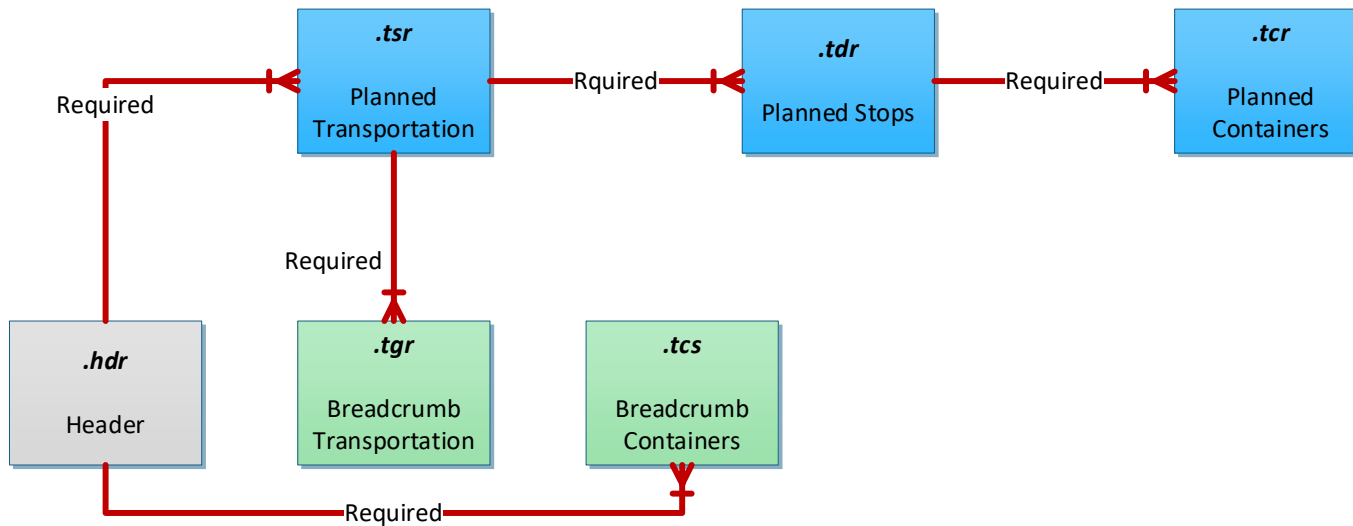 .tsr
Planned
Transportation
Rquired
.tdr
Planned Stops
Required
.tcr
Planned
Containers
Required
Required
.hdr
Header
.tgr
Breadcrumb
Transportation
.tcs
Breadcrumb
Containers
Required